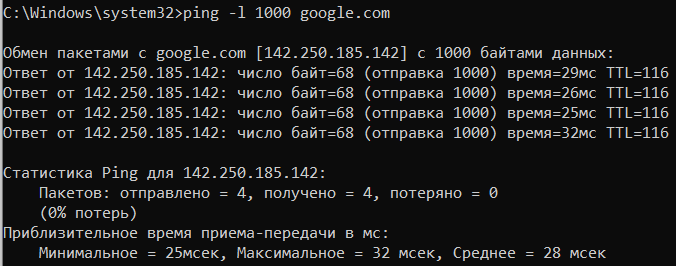 C:\Windows\system32>ping -l 1000 google.com
Обмен пакетами с google.com [142.250.185.142] с 1000 байтами данных:
Ответ от 142.250.185.142: число байт=68 (отправка 1000) время=29мс TTL=116
Ответ от 142.250.185.142: число байт=68 (отправка 1000) время=26мс TTL=116
Ответ от 142.250.185.142: число байт=68 (отправка 1000) время=25мс TTL=116
Ответ от 142.250.185.142: число байт=68 (отправка 1000) время=32мс TTL=116
Статистика Ping для 142.250.185.142:
Пакетов: отправлено = 4, получено = 4, потеряно = 0
(0% потерь)
Приблизительное время приема-передачи в мс:
Минимальное = 25мсек, Максимальное = 32 мсек, Среднее = 28 мсек